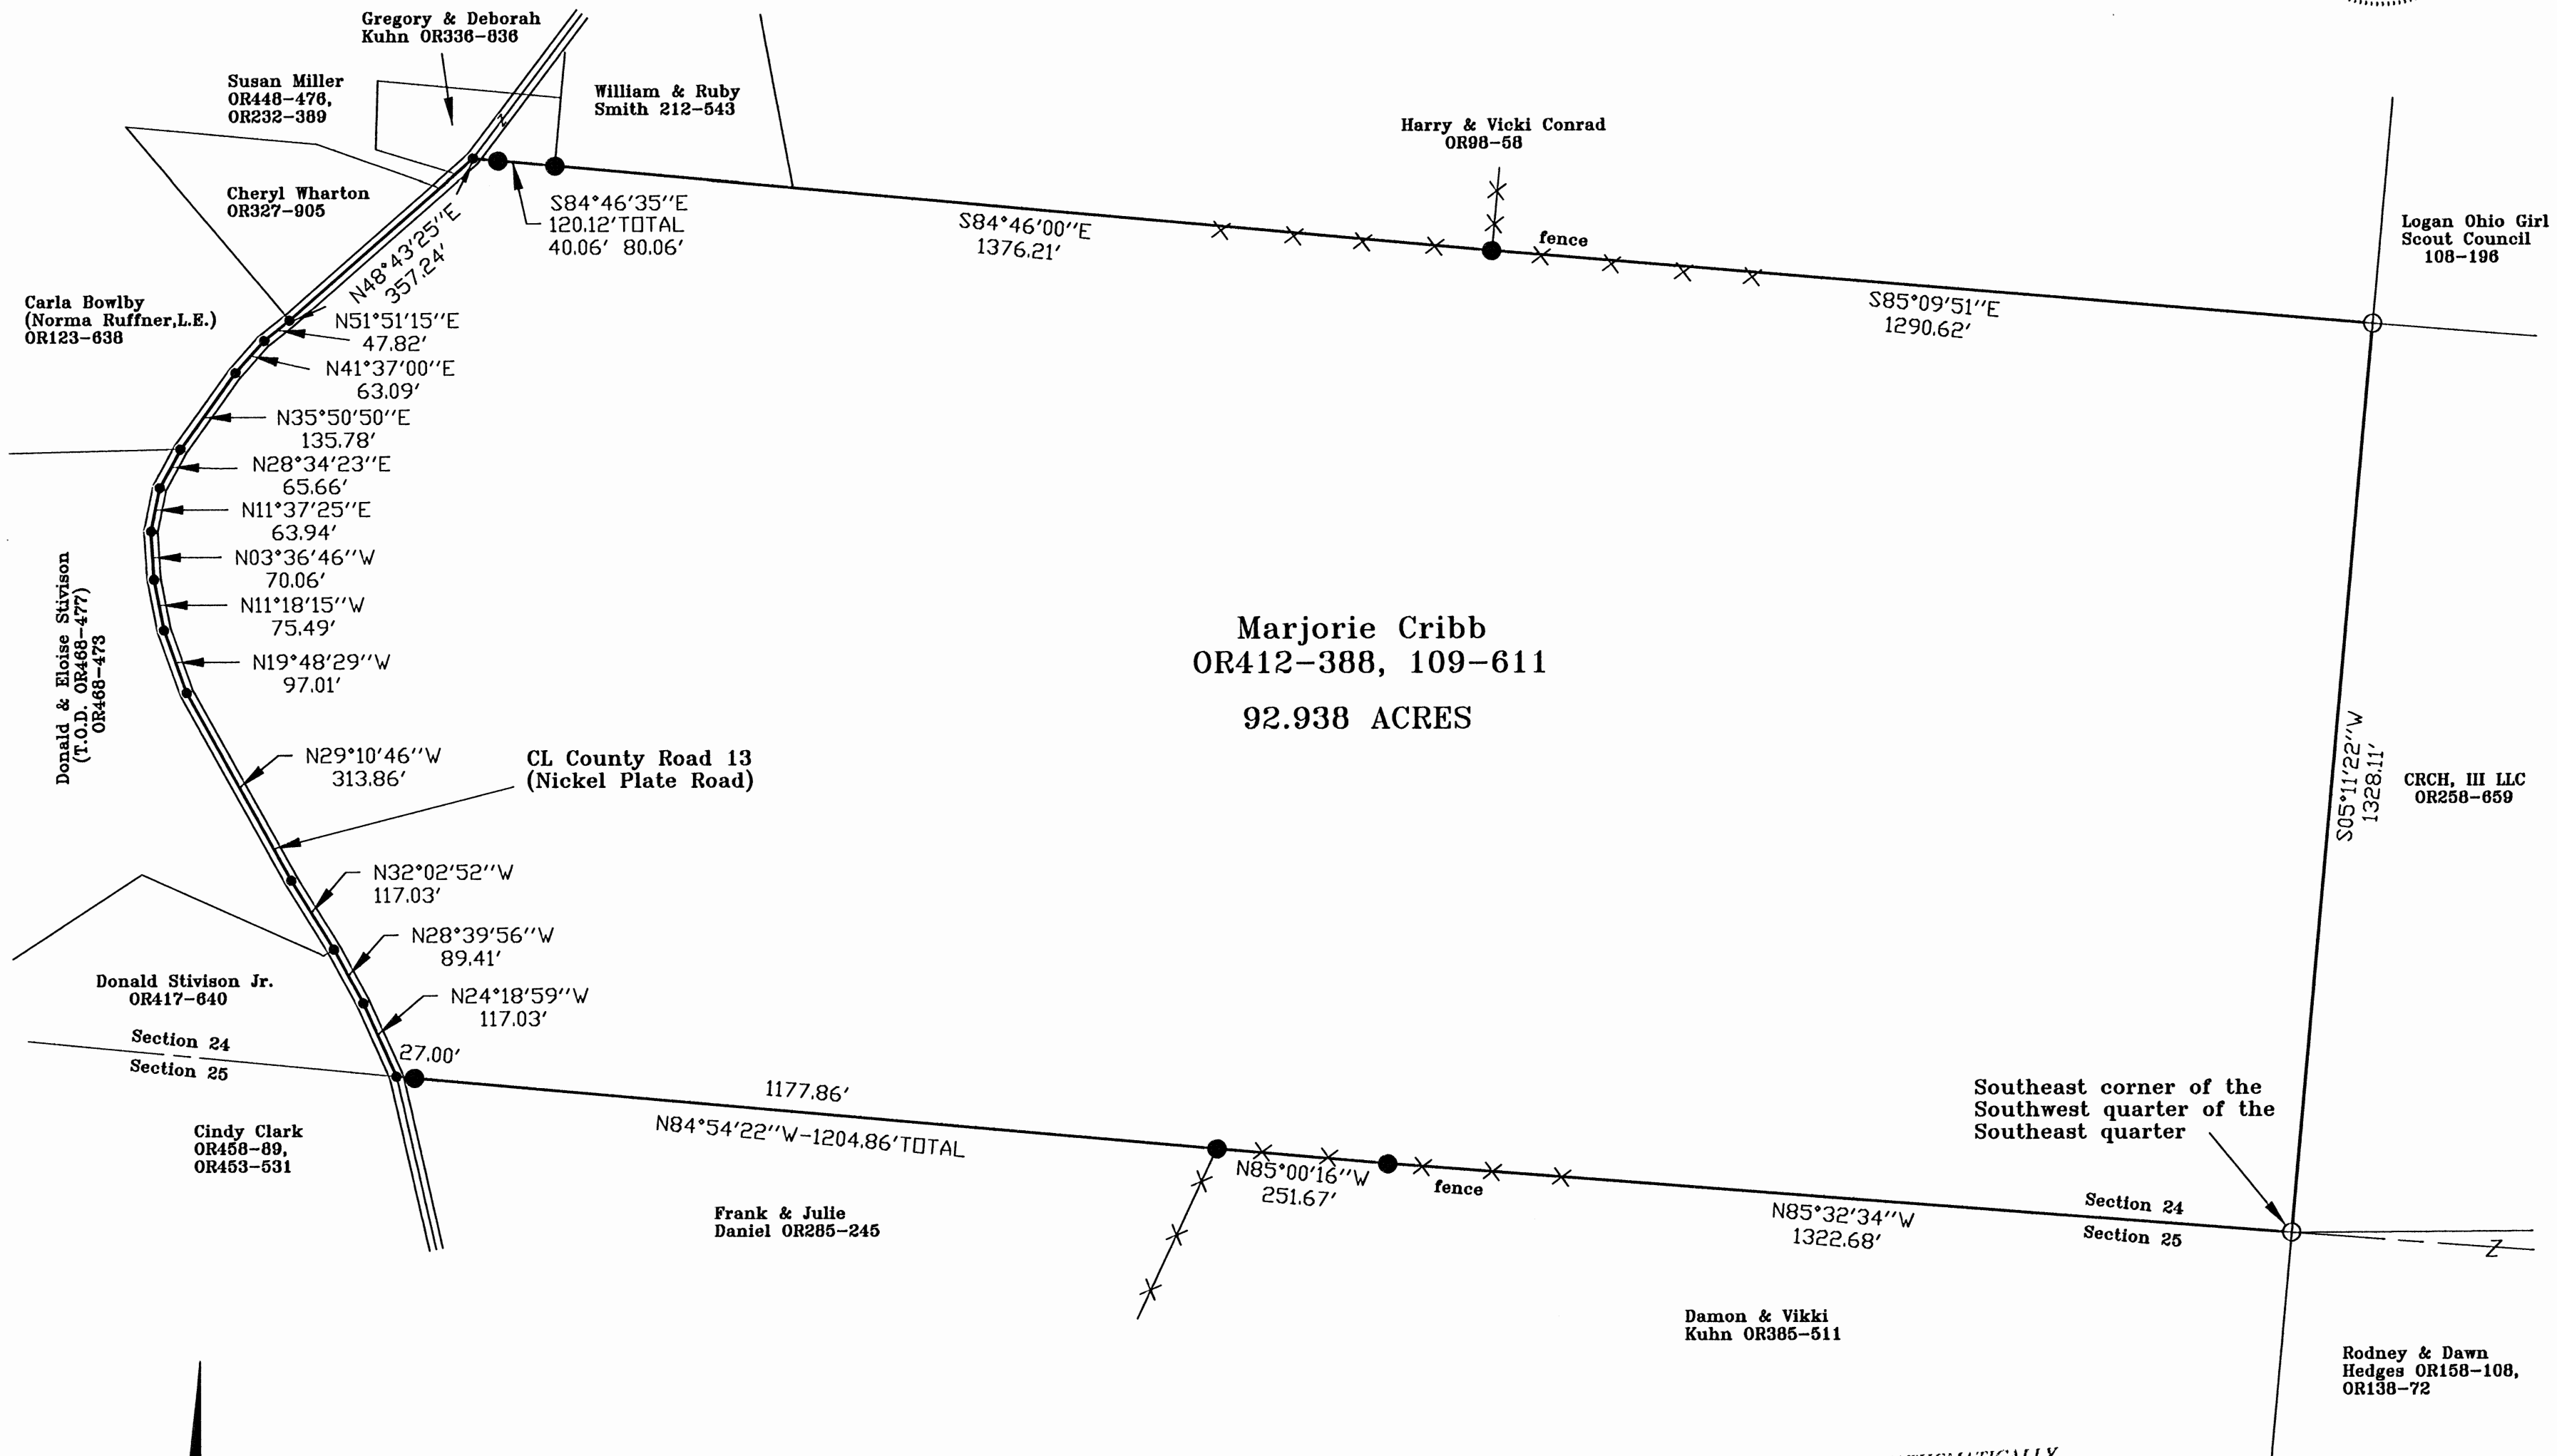 Gregory & Deborah
Kuhn OR336-836
Susan Miller
OR448-476,
OR232-389
William & Ruby
Smith 212-543
Harry & Vicki Conrad
OR98-58
Cheryl Wharton
OR327-905
Logan Ohio Girl
Scout Council
108-196
S84°46'35''E
120.12'TOTAL
40.06' 80.06'
S84°46'00''E
1376.21'
fence
S85°09'51''E
1290.62'
N48°43'25''E
357.24'
Carla Bowlby
(Norma Ruffner,L.E.)
OR123-638
N51°51'15''E
47.82'
N41°37'00''E
63.09'
N35°50'50''E
135.78'
N28°34'23''E
65.66'
N11°37'25''E
63.94'
N03°36'46''W
70.06'
N11°18'15''W
75.49'
N19°48'29''W
97.01'
Donald & Eloise Stivison
(T.O.D. OR468-477)
OR468-473
Marjorie Cribb
OR412-388, 109-611
92.938 ACRES
N29°10'46''W
313.86'
CL County Road 13
(Nickel Plate Road)
S05°11'22''W
1328.11'
CRCH, III LLC
OR258-659
N32°02'52''W
117.03'
N28°39'56''W
89.41'
N24°18'59''W
117.03'
Donald Stivison Jr.
OR417-640
Section 24
Section 25
27.00'
1177.86'
N84°54'22''W-1204.86'TOTAL
Cindy Clark
OR458-89,
OR453-531
N85°00'16''W
251.67'
fence
Southeast corner of the
Southwest quarter of the
Southeast quarter
N85°32'34''W
1322.68'
Section 24
Section 25
Z
Z
Frank & Julie
Daniel OR285-245
Damon & Vikki
Kuhn OR385-511
Rodney & Dawn
Hedges OR158-108,
OR138-72